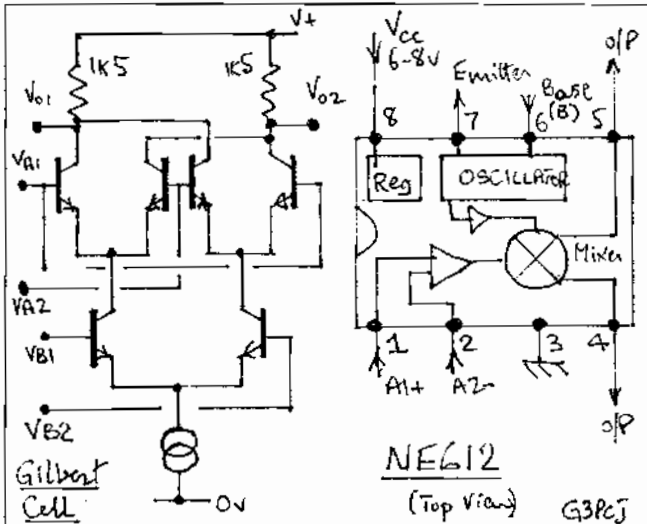 V+
1K5
1K5
Vo1
Vo2
VA1
VA2
VB1
VB2
0v
Gilbert
Cell
Vcc
6-8v
Emitter
Base
(B)
O/P
8
7
6
5
Reg
OSCILLATOR
Mixer
1
2
3
4
A1+
A2-
O/P
NE612
(Top View)
G3PCJ